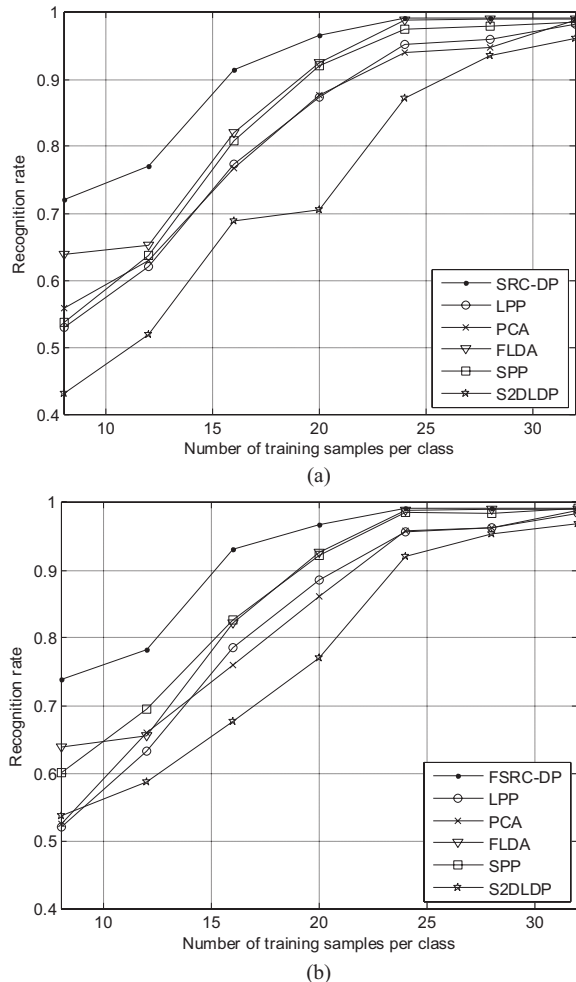 1
0.9
0.8
0.7
0.6
0.5
0.4
Recognition rate
10 15 20 25 30
Number of training samples per class
SRC-DP
LPP
PCA
FLDA
SPP
S2DLDP
(a)
1
0.9
0.8
0.7
0.6
0.5
0.4
Recognition rate
10 15 20 25 30
Number of training samples per class
FSRC-DP
LPP
PCA
FLDA
SPP
S2DLDP
(b)